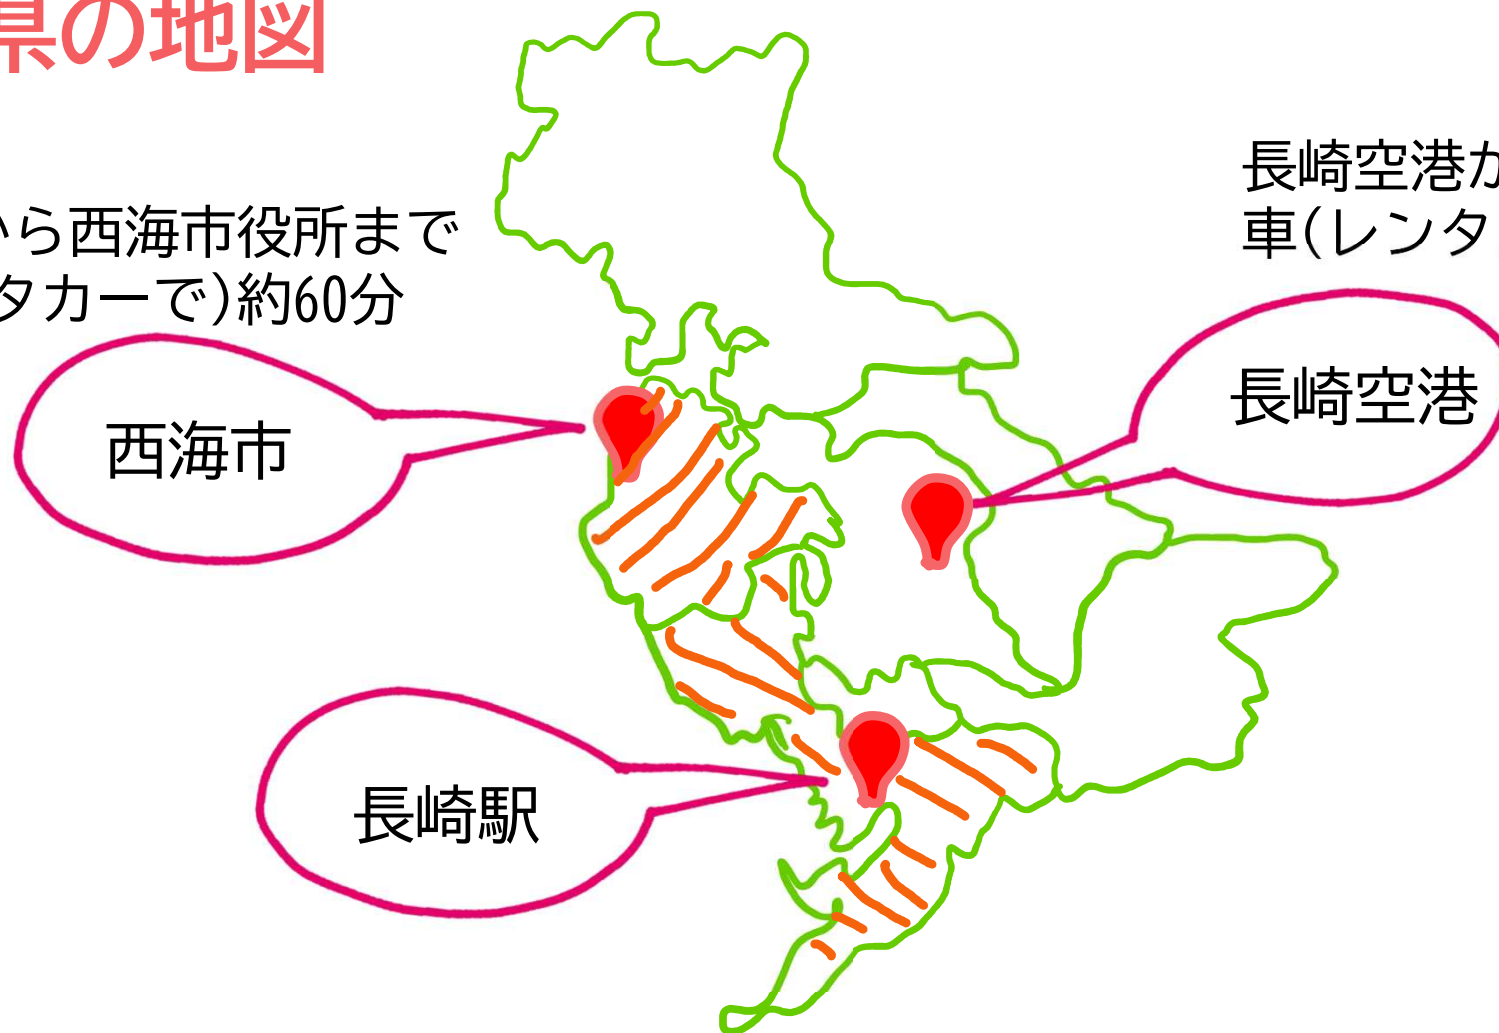 県の地図
から西海市役所まで
タカーで)約60分
長崎空港か
車(レンタ
西海市
長崎空港
長崎駅